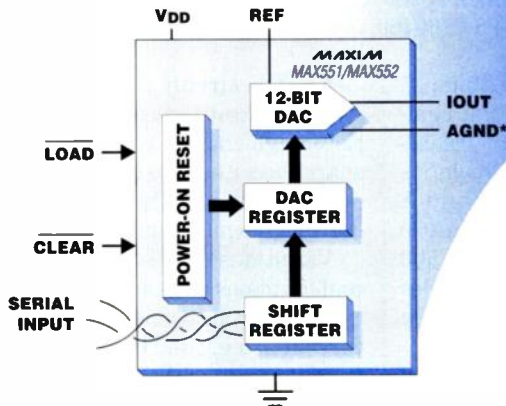 VDD
REF
MAXIM
MAX551/MAX552
12-BIT
DAC
IOUT
AGND*
LOAD
POWER-ON RESET
DAC
REGISTER
CLEAR
SERIAL
INPUT
SHIFT
REGISTER